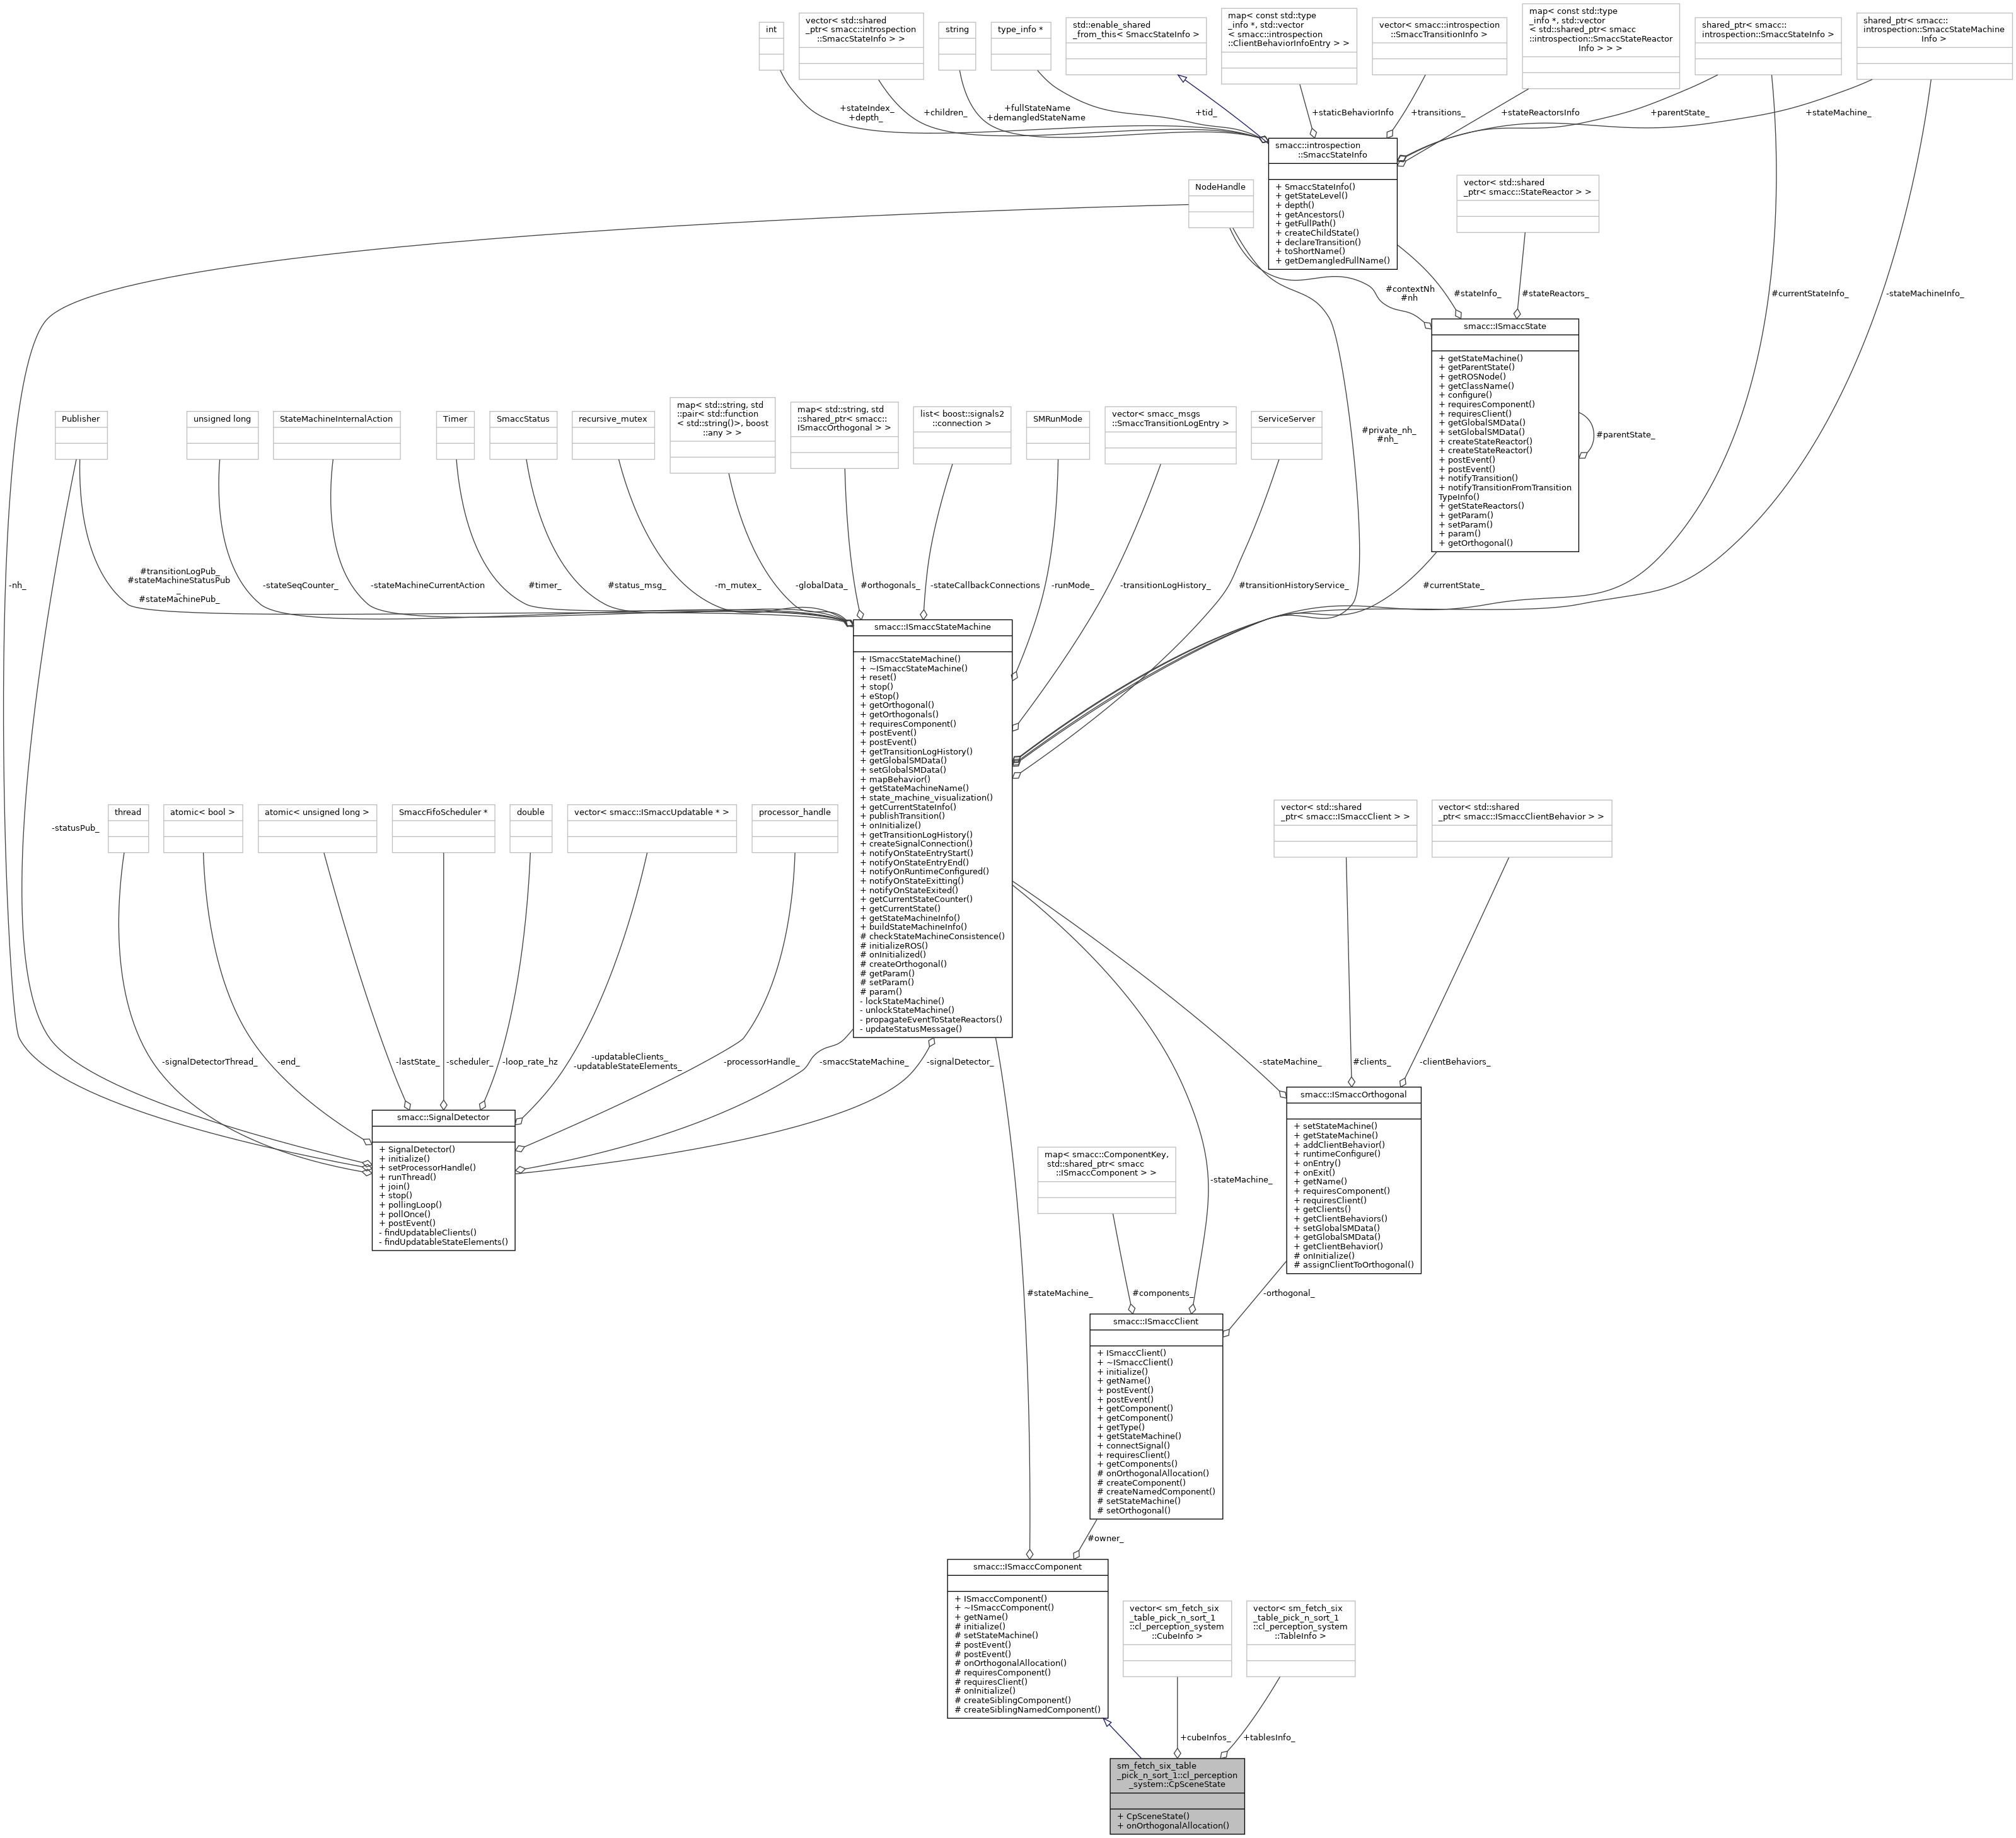 int
vector< std::shared
_ptr< smacc::introspection
::SmaccStateInfo > >
string
type_info *
std::enable_shared
_from_this< SmaccStateInfo >
map< const std::type
_info *, std::vector
< smacc::introspection
::ClientBehaviorInfoEntry > >
vector< smacc::introspection
::SmaccTransitionInfo >
map< const std::type
_info *, std::vector
< std::shared_ptr< smacc
::introspection::SmaccStateReactor
Info > > >
shared_ptr< smacc::
introspection::SmaccStateInfo >
shared_ptr< smacc::
introspection::SmaccStateMachine
Info >
+stateIndex_
+depth_
+children_
+fullStateName
+demangledStateName
+tid_
+staticBehaviorInfo
+transitions_
+stateReactorsInfo
+parentState_
+stateMachine_
smacc::introspection
::SmaccStateInfo
+ SmaccStateInfo()
+ getStateLevel()
+ depth()
+ getAncestors()
+ getFullPath()
+ createChildState()
+ declareTransition()
+ toShortName()
+ getDemangledFullName()
NodeHandle
vector< std::shared
_ptr< smacc::StateReactor > >
#contextNh
#nh
#stateInfo_
#stateReactors_
#currentStateInfo_
-stateMachineInfo_
smacc::ISmaccState
+ getStateMachine()
+ getParentState()
+ getROSNode()
+ getClassName()
+ configure()
+ requiresComponent()
+ requiresClient()
+ getGlobalSMData()
+ setGlobalSMData()
+ createStateReactor()
+ createStateReactor()
+ postEvent()
+ postEvent()
+ notifyTransition()
+ notifyTransitionFromTransition
TypeInfo()
+ getStateReactors()
+ getParam()
+ setParam()
+ param()
+ getOrthogonal()
#parentState_
Publisher
unsigned long
StateMachineInternalAction
Timer
SmaccStatus
recursive_mutex
map< std::string, std
::pair< std::function
< std::string()>, boost
::any > >
map< std::string, std
::shared_ptr< smacc::
ISmaccOrthogonal > >
list< boost::signals2
::connection >
SMRunMode
vector< smacc_msgs
::SmaccTransitionLogEntry >
ServiceServer
#private_nh_
#nh_
-nh_
#transitionLogPub_
#stateMachineStatusPub
_
#stateMachinePub_
-stateSeqCounter_
-stateMachineCurrentAction
#timer_
#status_msg_
-m_mutex_
-globalData_
#orthogonals_
-stateCallbackConnections
-runMode_
-transitionLogHistory_
#transitionHistoryService_
#currentState_
smacc::ISmaccStateMachine
+ ISmaccStateMachine()
+ ~ISmaccStateMachine()
+ reset()
+ stop()
+ eStop()
+ getOrthogonal()
+ getOrthogonals()
+ requiresComponent()
+ postEvent()
+ postEvent()
+ getTransitionLogHistory()
+ getGlobalSMData()
+ setGlobalSMData()
+ mapBehavior()
+ getStateMachineName()
+ state_machine_visualization()
+ getCurrentStateInfo()
+ publishTransition()
+ onInitialize()
+ getTransitionLogHistory()
+ createSignalConnection()
+ notifyOnStateEntryStart()
+ notifyOnStateEntryEnd()
+ notifyOnRuntimeConfigured()
+ notifyOnStateExitting()
+ notifyOnStateExited()
+ getCurrentStateCounter()
+ getCurrentState()
+ getStateMachineInfo()
+ buildStateMachineInfo()
# checkStateMachineConsistence()
# initializeROS()
# onInitialized()
# createOrthogonal()
# getParam()
# setParam()
# param()
- lockStateMachine()
- unlockStateMachine()
- propagateEventToStateReactors()
- updateStatusMessage()
-statusPub_
thread
atomic< bool >
atomic< unsigned long >
SmaccFifoScheduler *
double
vector< smacc::ISmaccUpdatable * >
processor_handle
vector< std::shared
_ptr< smacc::ISmaccClient > >
vector< std::shared
_ptr< smacc::ISmaccClientBehavior > >
-signalDetectorThread_
-end_
-lastState_
-scheduler_
-loop_rate_hz
-updatableClients_
-updatableStateElements_
-processorHandle_
-smaccStateMachine_
-signalDetector_
-stateMachine_
#clients_
-clientBehaviors_
smacc::SignalDetector
+ SignalDetector()
+ initialize()
+ setProcessorHandle()
+ runThread()
+ join()
+ stop()
+ pollingLoop()
+ pollOnce()
+ postEvent()
- findUpdatableClients()
- findUpdatableStateElements()
smacc::ISmaccOrthogonal
+ setStateMachine()
+ getStateMachine()
+ addClientBehavior()
+ runtimeConfigure()
+ onEntry()
+ onExit()
+ getName()
+ requiresComponent()
+ requiresClient()
+ getClients()
+ getClientBehaviors()
+ setGlobalSMData()
+ getGlobalSMData()
+ getClientBehavior()
# onInitialize()
# assignClientToOrthogonal()
map< smacc::ComponentKey,
std::shared_ptr< smacc
::ISmaccComponent > >
-stateMachine_
#stateMachine_
#components_
-orthogonal_
smacc::ISmaccClient
+ ISmaccClient()
+ ~ISmaccClient()
+ initialize()
+ getName()
+ postEvent()
+ postEvent()
+ getComponent()
+ getComponent()
+ getType()
+ getStateMachine()
+ connectSignal()
+ requiresClient()
+ getComponents()
# onOrthogonalAllocation()
# createComponent()
# createNamedComponent()
# setStateMachine()
# setOrthogonal()
#owner_
smacc::ISmaccComponent
+ ISmaccComponent()
+ ~ISmaccComponent()
+ getName()
# initialize()
# setStateMachine()
# postEvent()
# postEvent()
# onOrthogonalAllocation()
# requiresComponent()
# requiresClient()
# onInitialize()
# createSiblingComponent()
# createSiblingNamedComponent()
vector< sm_fetch_six
_table_pick_n_sort_1
::cl_perception_system
::CubeInfo >
vector< sm_fetch_six
_table_pick_n_sort_1
::cl_perception_system
::TableInfo >
+cubeInfos_
+tablesInfo_
sm_fetch_six_table
_pick_n_sort_1::cl_perception
_system::CpSceneState
+ CpSceneState()
+ onOrthogonalAllocation()